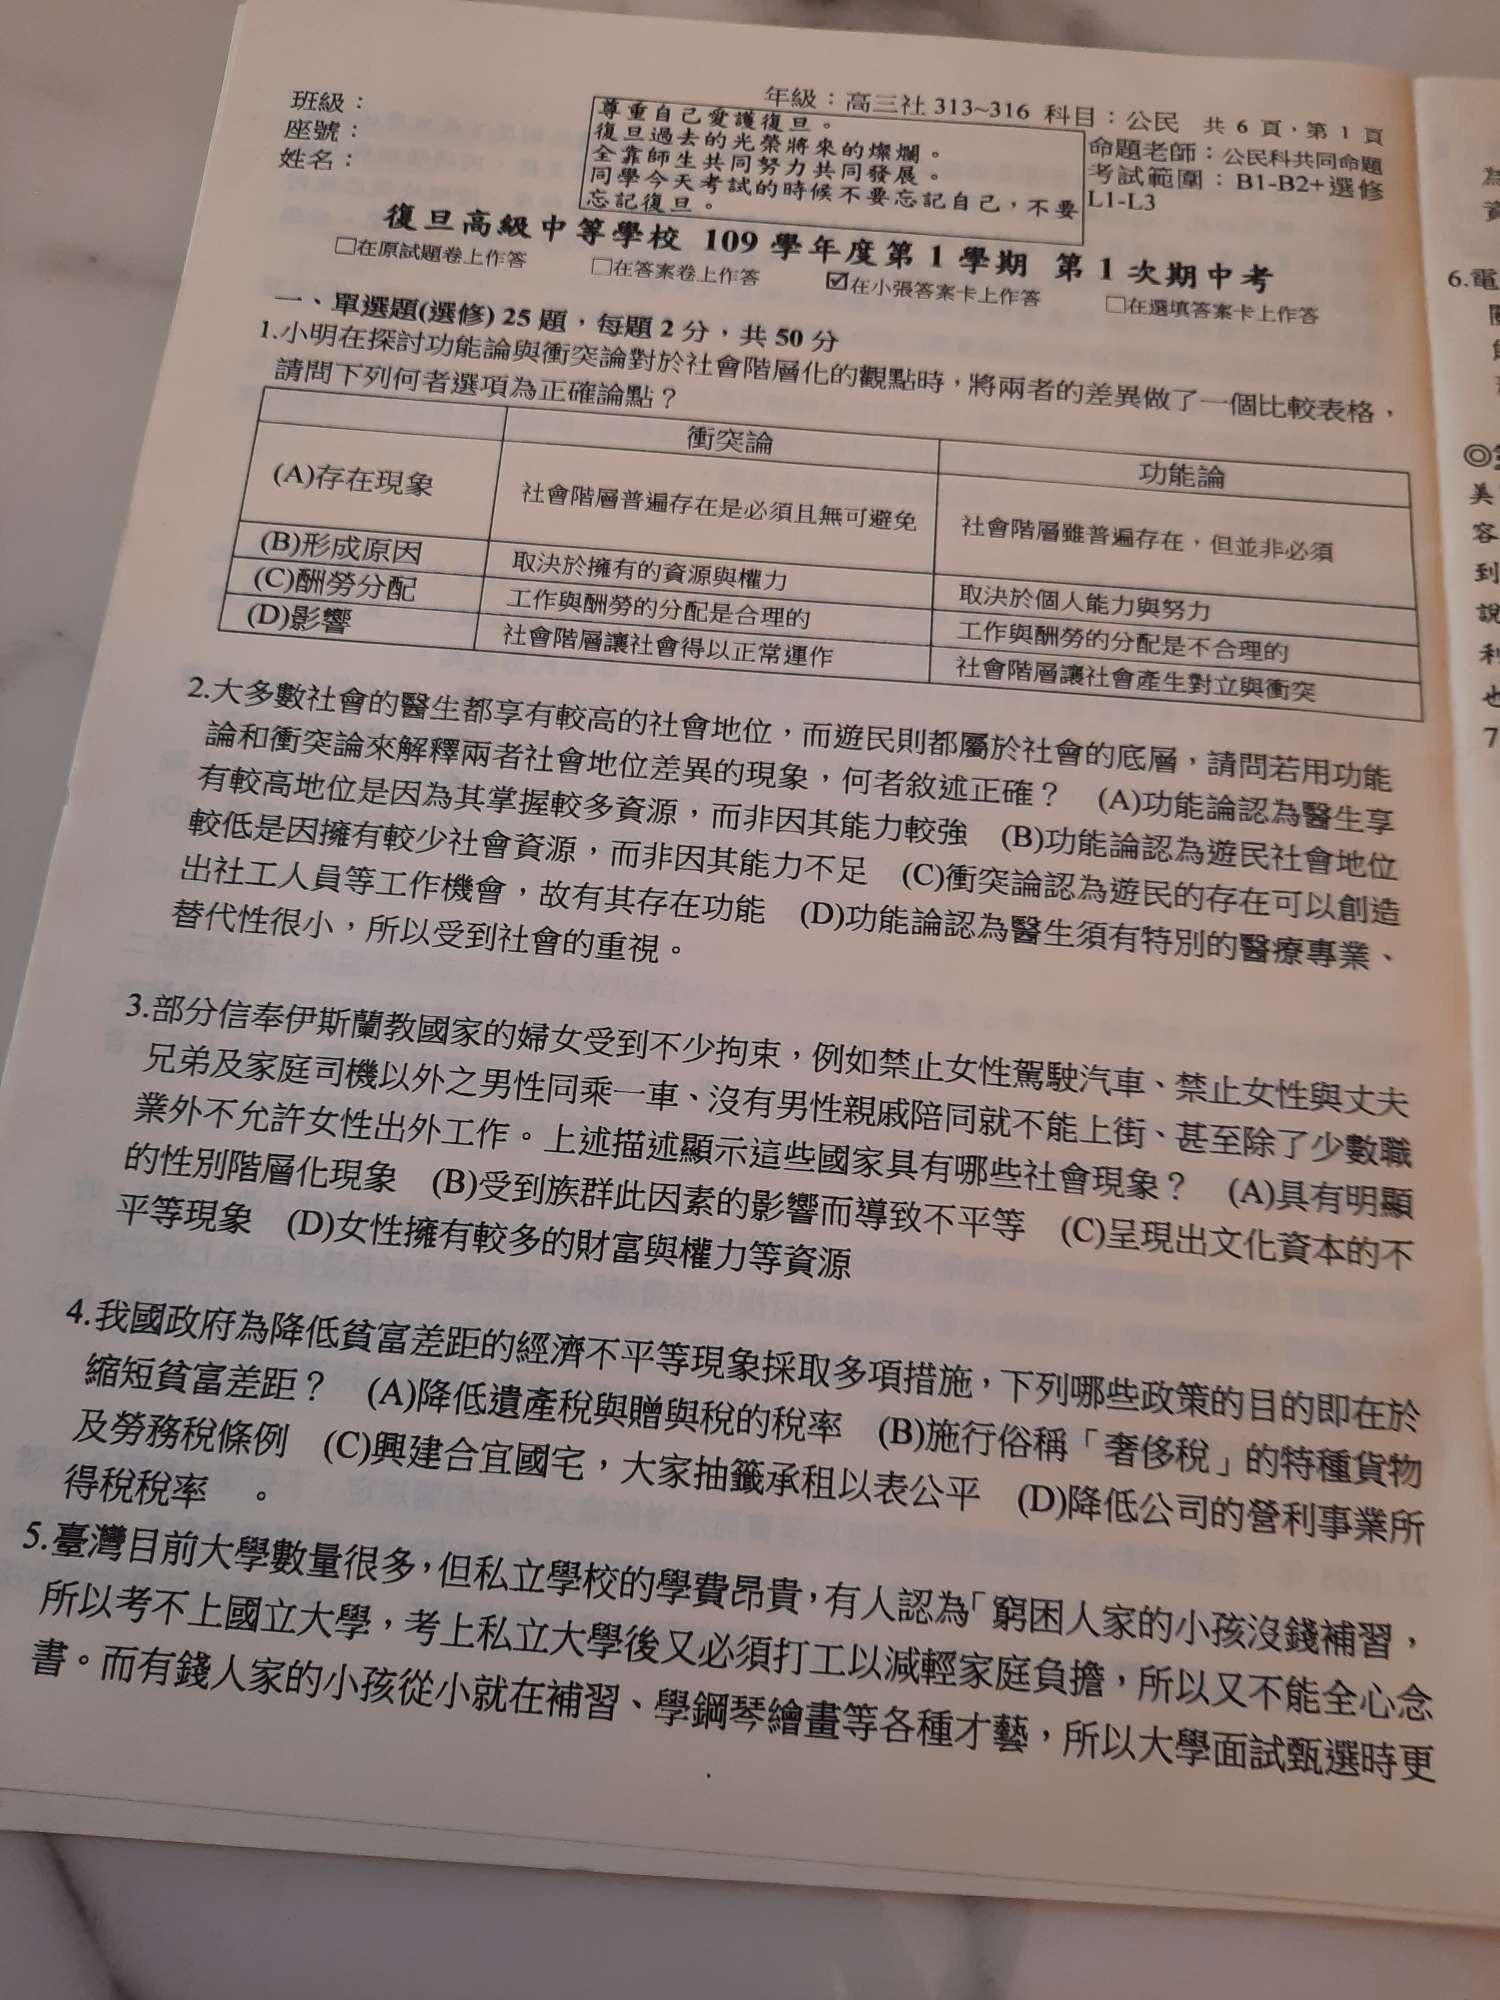 班級：
座號：
姓名：
尊重自己愛護復旦。
復旦過去的光榮將來的燦爛。
全靠師生共同努力共同發展。
同學今天考試的時候不要忘記自己，不要
忘記復旦。
年級：高三社 313~316 科目：公民 共 6 頁，第 1 頁
命題老師：公民科共同命題
考試範圍：B1-B2+選修
L1-L3
復旦高級中等學校 109 學年度第 1 學期 第 1 次期中考
□在原試題卷上作答 □在答案卷上作答 ☑在小張答案卡上作答 □在選填答案卡上作答
一、單選題(選修) 25 題，每題 2 分，共 50 分
1.小明在探討功能論與衝突論對於社會階層化的觀點時，將兩者的差異做了一個比較表格，
請問下列何者選項為正確論點？
衝突論 功能論
(A)存在現象 社會階層普遍存在是必須且無可避免 社會階層雖普遍存在，但並非必須
(B)形成原因 取決於擁有的資源與權力 取決於個人能力與努力
(C)酬勞分配 工作與酬勞的分配是合理的 工作與酬勞的分配是不合理的
(D)影響 社會階層讓社會得以正常運作 社會階層讓社會產生對立與衝突
2.大多數社會的醫生都享有較高的社會地位，而遊民則都屬於社會的底層，請問若用功能
論和衝突論來解釋兩者社會地位差異的現象，何者敘述正確？ (A)功能論認為醫生享
有較高地位是因為其掌握較多資源，而非因其能力較強 (B)功能論認為遊民社會地位
較低是因擁有較少社會資源，而非因其能力不足 (C)衝突論認為遊民的存在可以創造
出社工人員等工作機會，故有其存在功能 (D)功能論認為醫生須有特別的醫療專業、
替代性很小，所以受到社會的重視。
3.部分信奉伊斯蘭教國家的婦女受到不少拘束，例如禁止女性駕駛汽車、禁止女性與丈夫
兄弟及家庭司機以外之男性同乘一車、沒有男性親戚陪同就不能上街、甚至除了少數職
業外不允許女性出外工作。上述描述顯示這些國家具有哪些社會現象？ (A)具有明顯
的性別階層化現象 (B)受到族群此因素的影響而導致不平等 (C)呈現出文化資本的不
平等現象 (D)女性擁有較多的財富與權力等資源
4.我國政府為降低貧富差距的經濟不平等現象採取多項措施，下列哪些政策的目的即在於
縮短貧富差距？ (A)降低遺產稅與贈與稅的稅率 (B)施行俗稱「奢侈稅」的特種貨物
及勞務稅條例 (C)興建合宜國宅，大家抽籤承租以表公平 (D)降低公司的營利事業所
得稅稅率 。
5.臺灣目前大學數量很多，但私立學校的學費昂貴，有人認為「窮困人家的小孩沒錢補習，
所以考不上國立大學，考上私立大學後又必須打工以減輕家庭負擔，所以又不能全心念
書。而有錢人家的小孩從小就在補習、學鋼琴繪畫等各種才藝，所以大學面試甄選時更
為
資
6.電
美
容
到
說
利
也
7